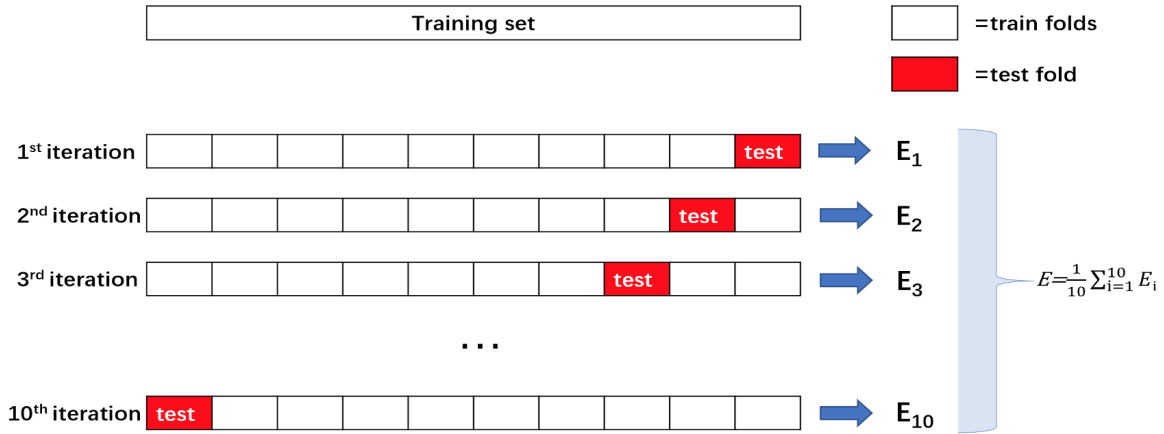 Training set
=train folds
=test fold
1st iteration
test
E1
2nd iteration
test
E2
3rd iteration
test
E3
E=1/10 ∑i=1 10 Ei
...
10th iteration
test
E10